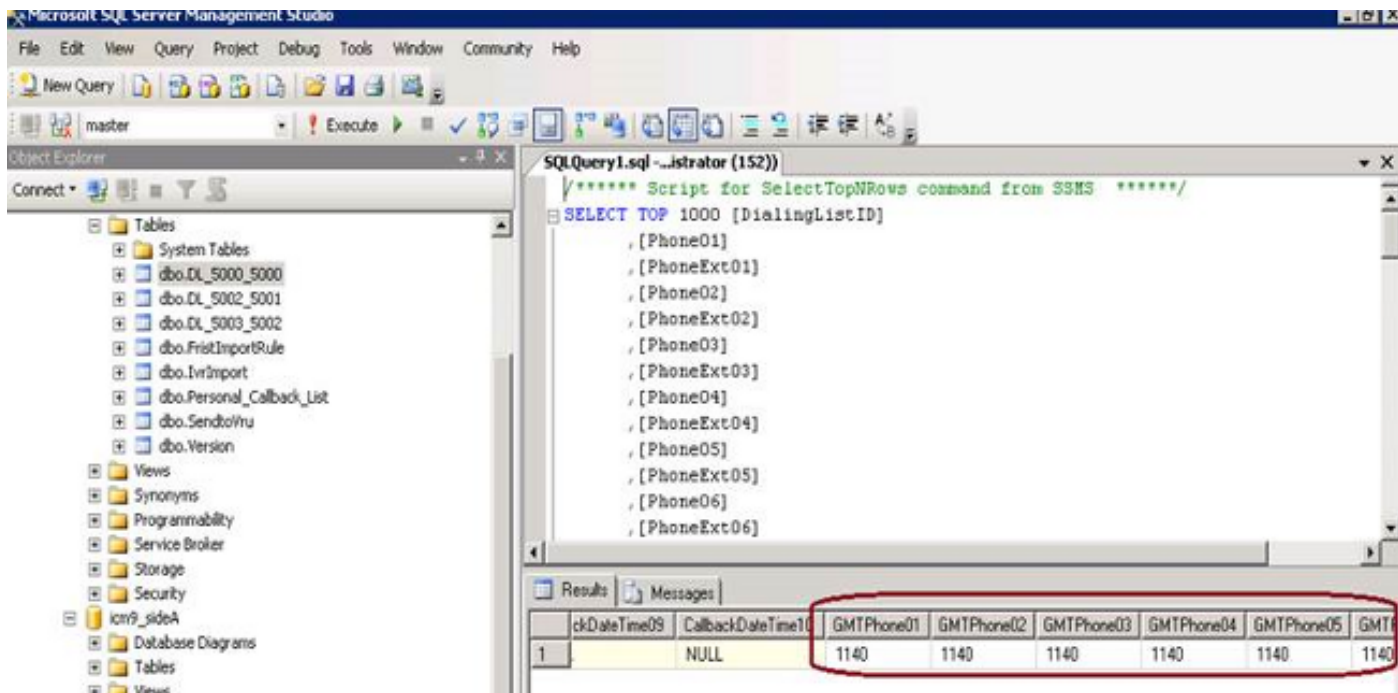 Microsoft SQL Server Management Studio
File Edit View Query Project Debug Tools Window Community Help
New Query
master Execute
Object Explorer
Connect
Tables
System Tables
dbo.DL_5000_5000
dbo.DL_5002_5001
dbo.DL_5003_5002
dbo.FristImportRule
dbo.IvrImport
dbo.Personal_Callback_List
dbo.SendtoVru
dbo.Version
Views
Synonyms
Programmability
Service Broker
Storage
Security
icm9_sideA
Database Diagrams
Tables
Views
SQLQuery1.sql -...istrator (152))
/****** Script for SelectTopNRows command from SSMS ******/
SELECT TOP 1000 [DialingListID]
,[Phone01]
,[PhoneExt01]
,[Phone02]
,[PhoneExt02]
,[Phone03]
,[PhoneExt03]
,[Phone04]
,[PhoneExt04]
,[Phone05]
,[PhoneExt05]
,[Phone06]
,[PhoneExt06]
Results Messages
ckDateTime09 CallbackDateTime10 GMTPhone01 GMTPhone02 GMTPhone03 GMTPhone04 GMTPhone05 GMTP
1 NULL 1140 1140 1140 1140 1140 1140